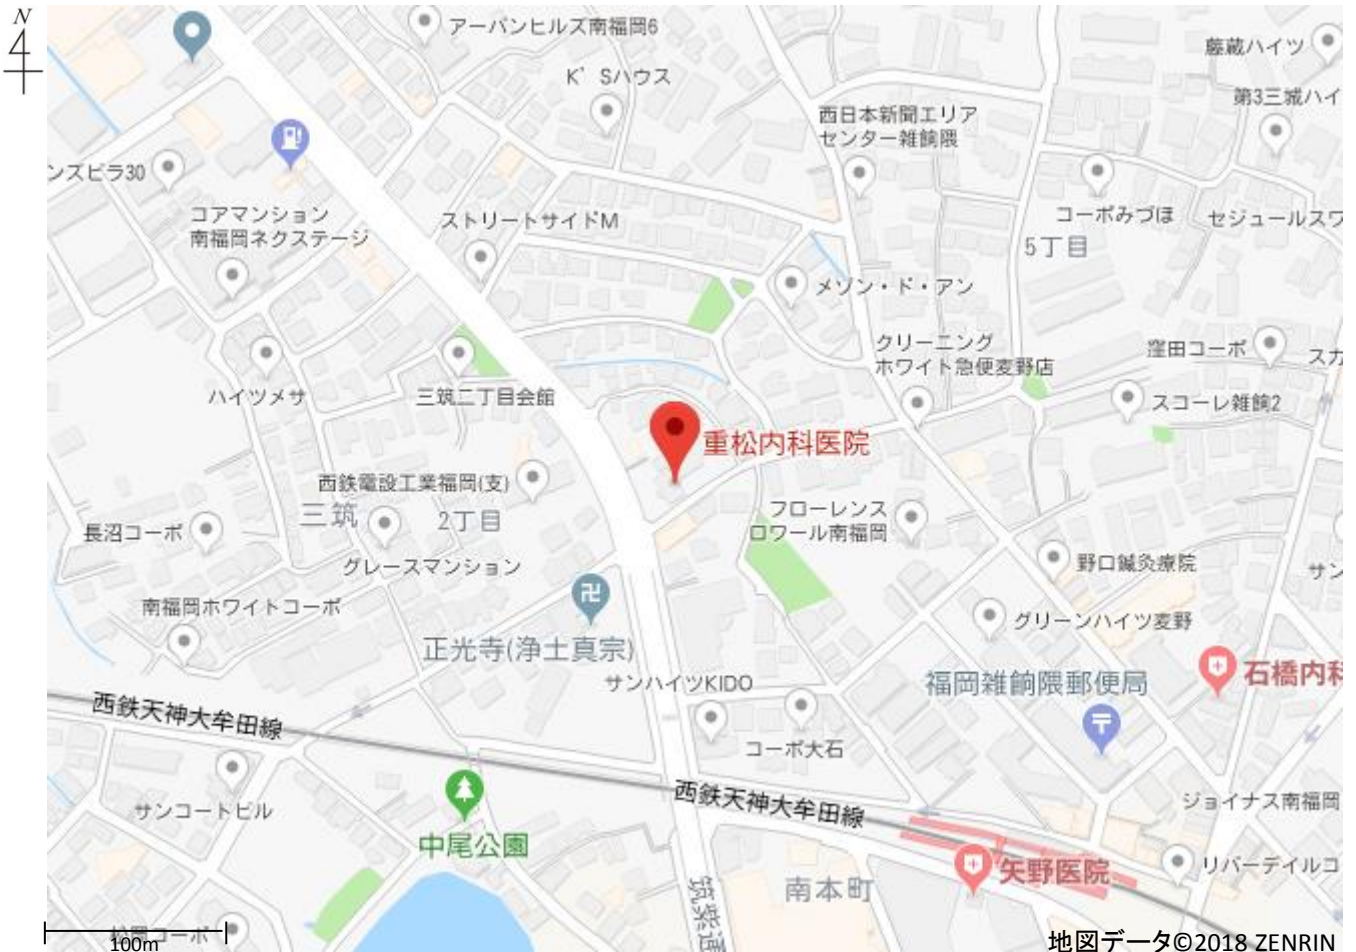 N
アーバンヒルズ南福岡6
藤蔵ハイツ
K'Sハウス
第3三城ハイ
西日本新聞エリア
センター雑餉隈
ンズビラ30
コアマンション
南福岡ネクステージ
ストリートサイドM
コーポみづほ
セジュールスワ
5丁目
メゾン・ド・アン
クリーニング
ホワイト急便麦野店
窪田コーポ
スカ
ハイツメサ
三筑二丁目会館
スコーレ雑餉2
重松内科医院
西鉄電設工業福岡(支)
三筑
2丁目
長沼コーポ
フローレンス
ロワール南福岡
グレースマンション
野口鍼灸療院
サン
南福岡ホワイトコーポ
グリーンハイツ麦野
正光寺(浄土真宗)
サンハイツKIDO
福岡雑餉隈郵便局
石橋内科
西鉄天神大牟田線
コーポ大石
サンコートビル
西鉄天神大牟田線
ジョイナス南福岡
中尾公園
矢野医院
リバーデイルコ
南本町
筑紫通
松岡コーポ
100m
地図データ©2018 ZENRIN